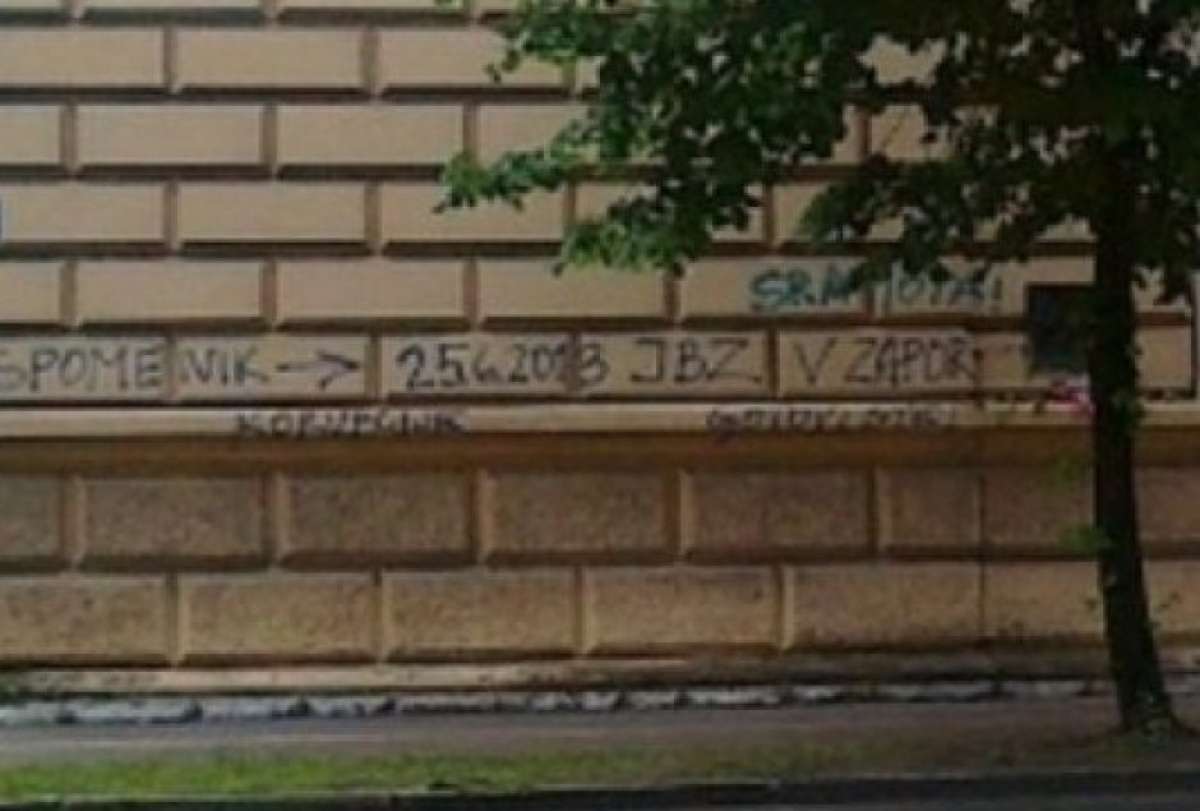 SRAMOTA!
SPOMENIK → 25.6.2013 JBZ V ZAPOR